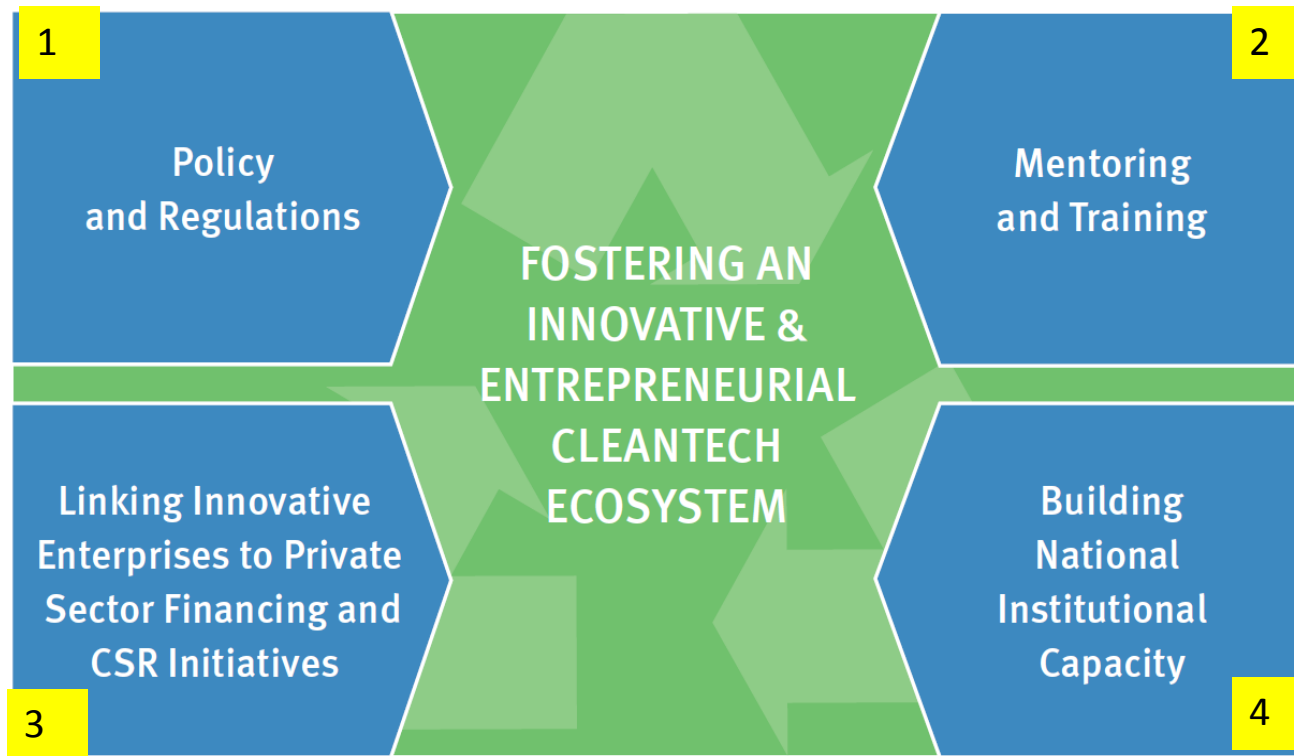 1
Policy
and Regulations
2
Mentoring
and Training
FOSTERING AN
INNOVATIVE &
ENTREPRENEURIAL
CLEANTECH
ECOSYSTEM
Linking Innovative
Enterprises to Private
Sector Financing and
CSR Initiatives
3
Building
National
Institutional
Capacity
4